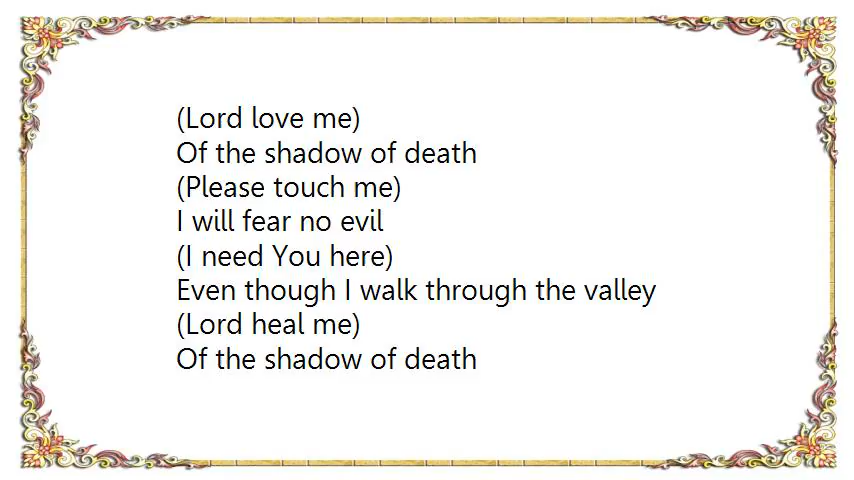 (Lord love me)
Of the shadow of death
(Please touch me)
I will fear no evil
(I need You here)
Even though I walk through the valley
(Lord heal me)
Of the shadow of death